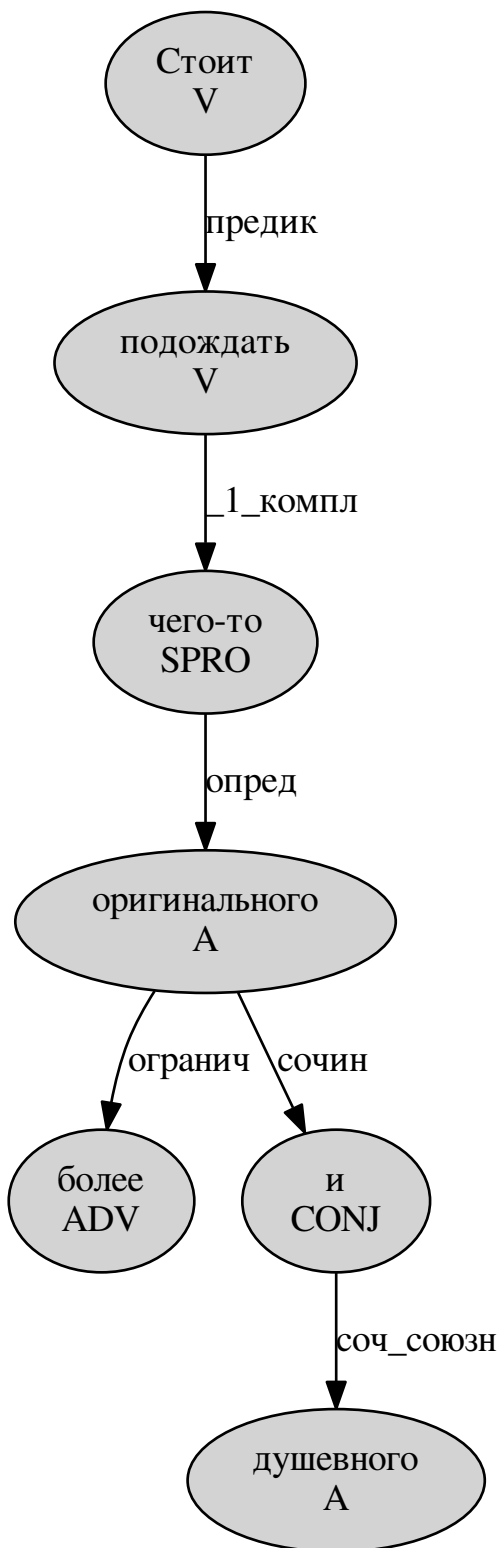 Стоит
V
предик
подождать
V
_1_компл
чего-то
SPRO
опред
оригинального
A
огранич
сочин
более
ADV
и
CONJ
соч_союзн
душевного
A